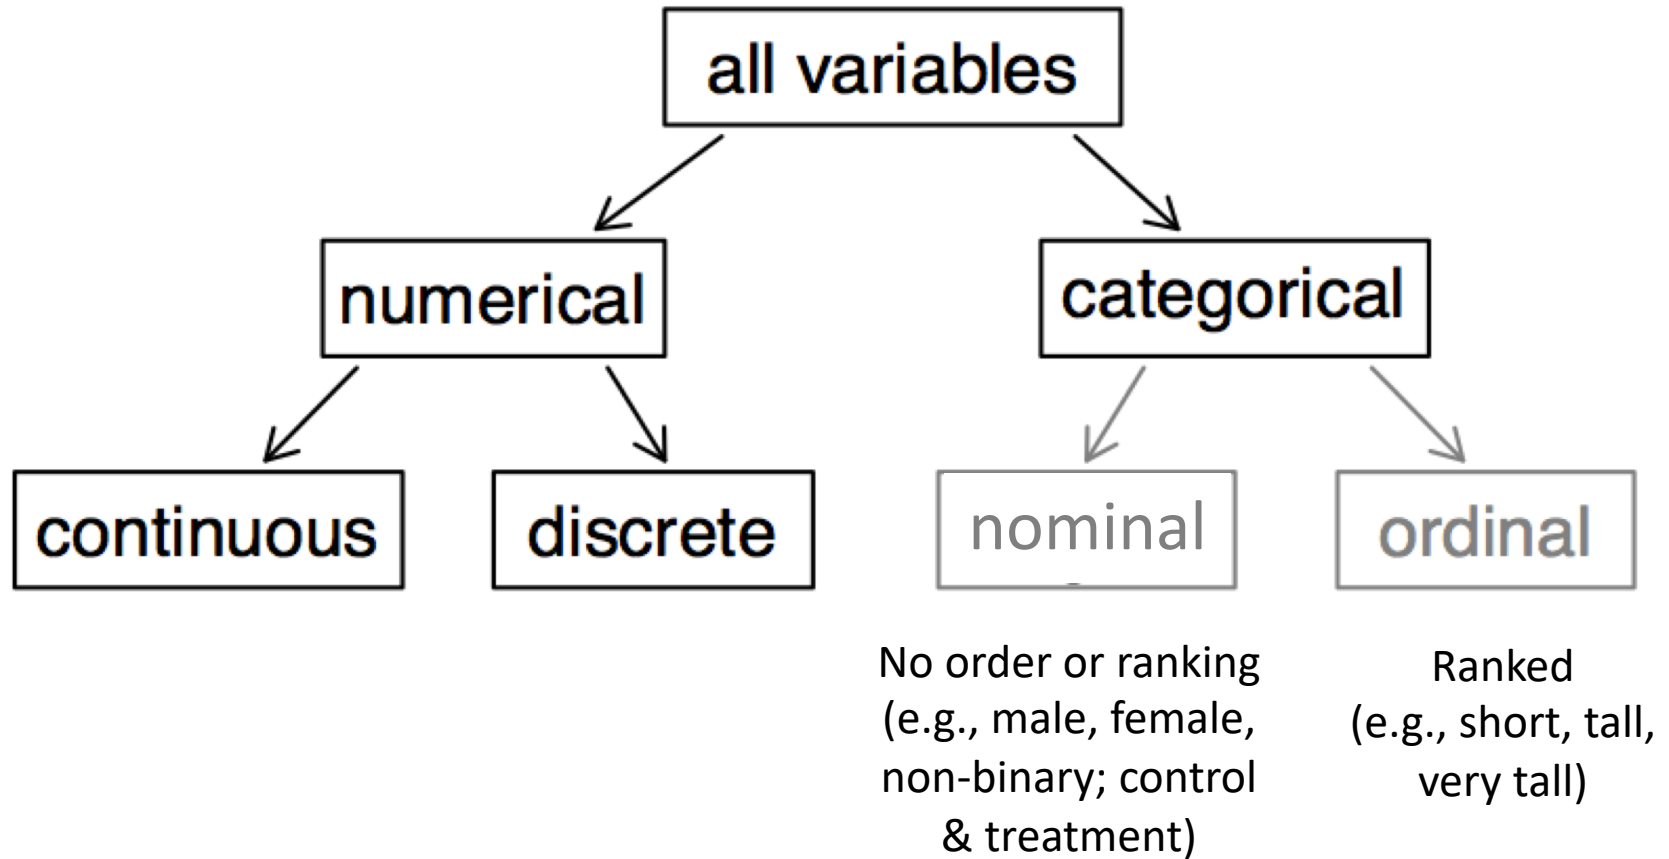 all variables
numerical
categorical
continuous
discrete
nominal
ordinal
No order or ranking
(e.g., male, female,
non-binary; control
& treatment)
Ranked
(e.g., short, tall,
very tall)